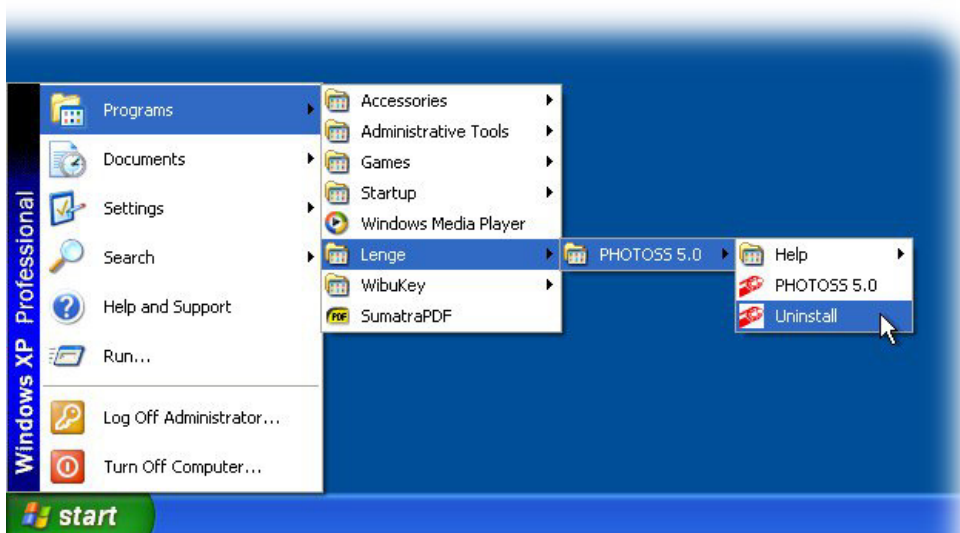 Windows XP Professional
Programs
Documents
Settings
Search
Help and Support
Run...
Log Off Administrator...
Turn Off Computer...
Accessories
Administrative Tools
Games
Startup
Windows Media Player
Lenge
WibuKey
PDF
SumatraPDF
PHOTOSS 5.0
Help
PHOTOSS 5.0
Uninstall
start